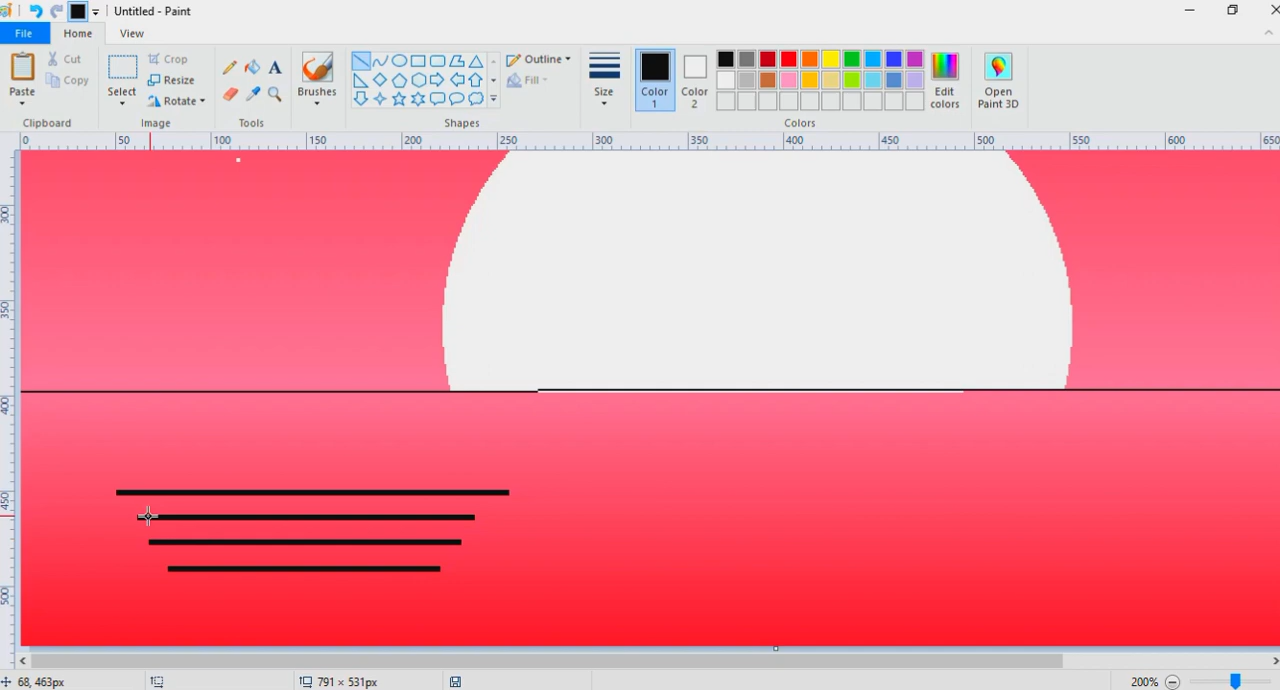 Untitled - Paint
File Home View
Paste Cut Copy
Select Crop Resize Rotate
Brushes
Outline Fill
Size
Color 1 Color 2
Edit colors
Open Paint 3D
Clipboard Image Tools Shapes Colors
0 50 100 150 200 250 300 350 400 450 500 550 600 650
300
350
400
450
500
68, 463px 791 × 531px 200%